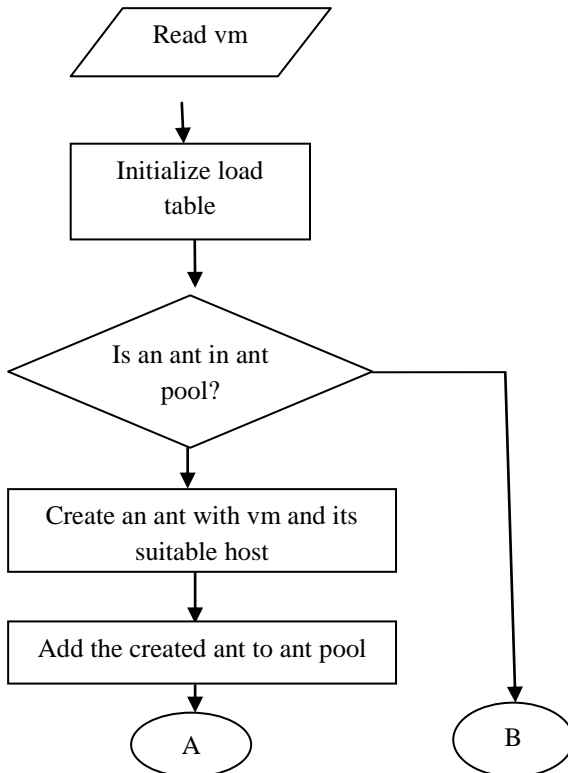 Read vm
Initialize load
table
Is an ant in ant
pool?
Create an ant with vm and its
suitable host
Add the created ant to ant pool
A
B